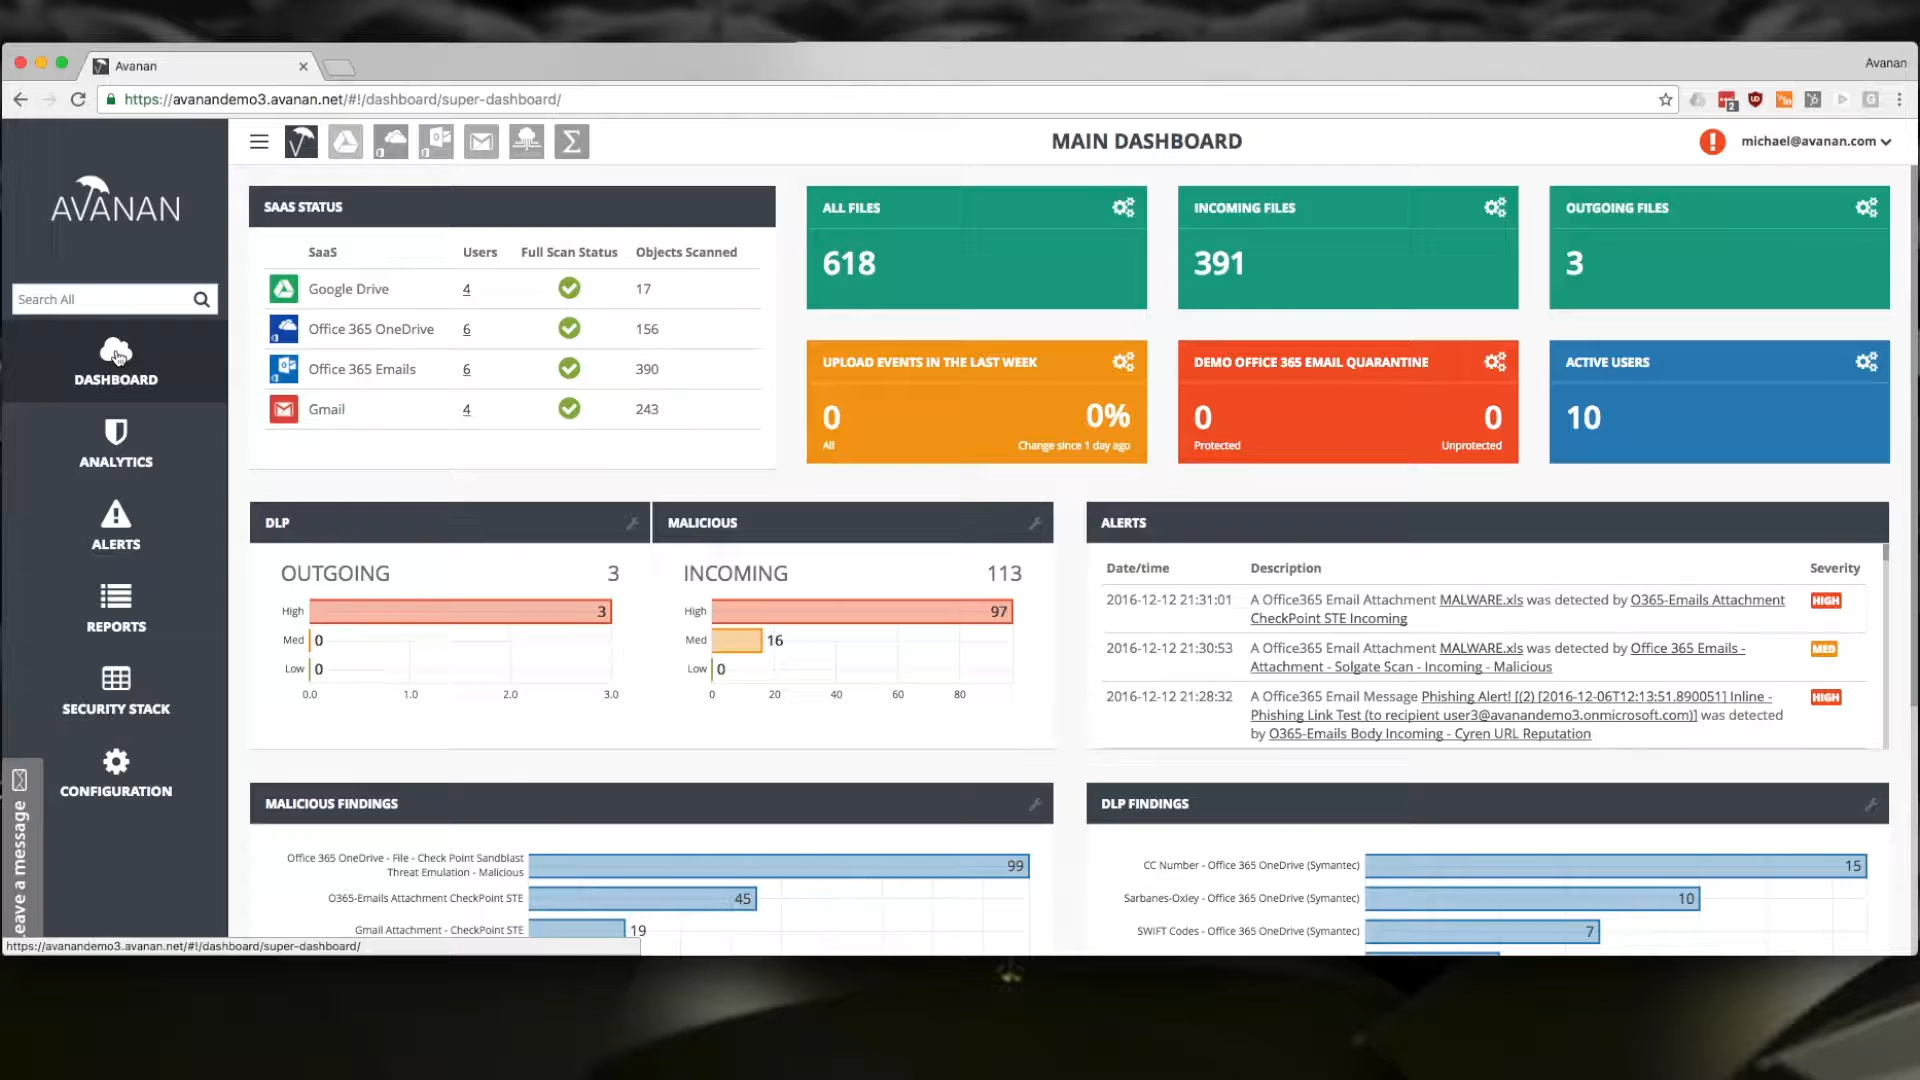 Avanan
Avanan
https://avanandemo3.avanan.net/#!/dashboard/super-dashboard/
MAIN DASHBOARD
michael@avanan.com
AVANAN
Search All
DASHBOARD
ANALYTICS
ALERTS
REPORTS
SECURITY STACK
CONFIGURATION
SAAS STATUS
SaaS Users Full Scan Status Objects Scanned
Google Drive 4 17
Office 365 OneDrive 6 156
Office 365 Emails 6 390
Gmail 4 243
ALL FILES
618
INCOMING FILES
391
OUTGOING FILES
3
UPLOAD EVENTS IN THE LAST WEEK
0 0%
All Change since 1 day ago
DEMO OFFICE 365 EMAIL QUARANTINE
0 0
Protected Unprotected
ACTIVE USERS
10
DLP
OUTGOING 3
High 3
Med 0
Low 0
0.0 1.0 2.0 3.0
MALICIOUS
INCOMING 113
High 97
Med 16
Low 0
0 20 40 60 80
ALERTS
Date/time Description Severity
2016-12-12 21:31:01 A Office365 Email Attachment MALWARE.xls was detected by O365-Emails Attachment HIGH
CheckPoint STE Incoming
2016-12-12 21:30:53 A Office365 Email Attachment MALWARE.xls was detected by Office 365 Emails - MED
Attachment - Solgate Scan - Incoming - Malicious
2016-12-12 21:28:32 A Office365 Email Message Phishing Alert! [(2) [2016-12-06T12:13:51.890051] Inline - HIGH
Phishing Link Test (to recipient user3@avanandemo3.onmicrosoft.com)] was detected
by O365-Emails Body Incoming - Cyren URL Reputation
MALICIOUS FINDINGS
Office 365 OneDrive - File - Check Point Sandblast
Threat Emulation - Malicious 99
O365-Emails Attachment CheckPoint STE 45
Gmail Attachment - CheckPoint STE 19
DLP FINDINGS
CC Number - Office 365 OneDrive (Symantec) 15
Sarbanes-Oxley - Office 365 OneDrive (Symantec) 10
SWIFT Codes - Office 365 OneDrive (Symantec) 7
Leave a message
https://avanandemo3.avanan.net/#!/dashboard/super-dashboard/